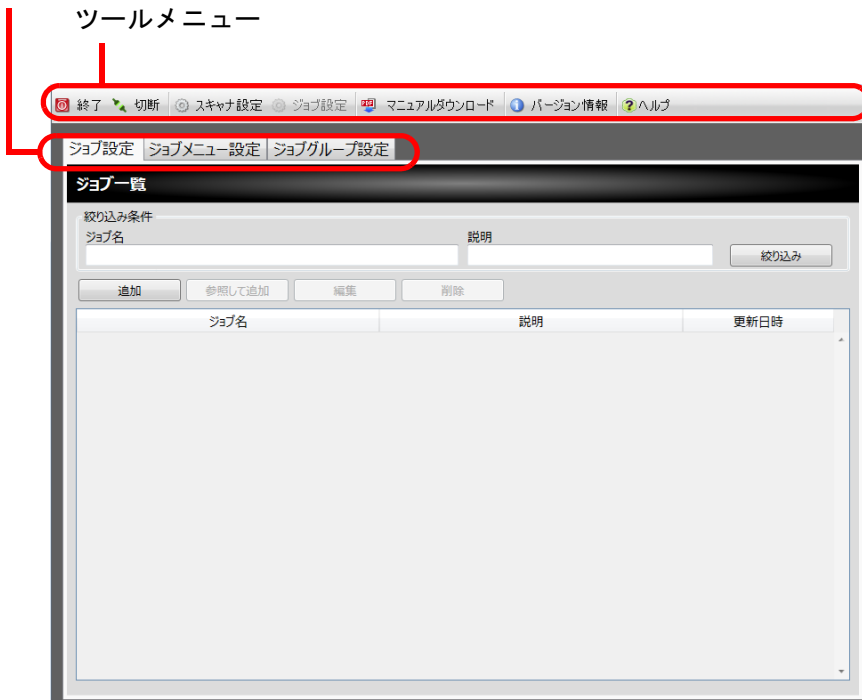 ツールメニュー
終了 切断 スキャナ設定 ジョブ設定 マニュアルダウンロード バージョン情報 ヘルプ
ジョブ設定 ジョブメニュー設定 ジョブグループ設定
ジョブ一覧
絞り込み条件
ジョブ名 説明
絞り込み
追加 参照して追加 編集 削除
ジョブ名 説明 更新日時